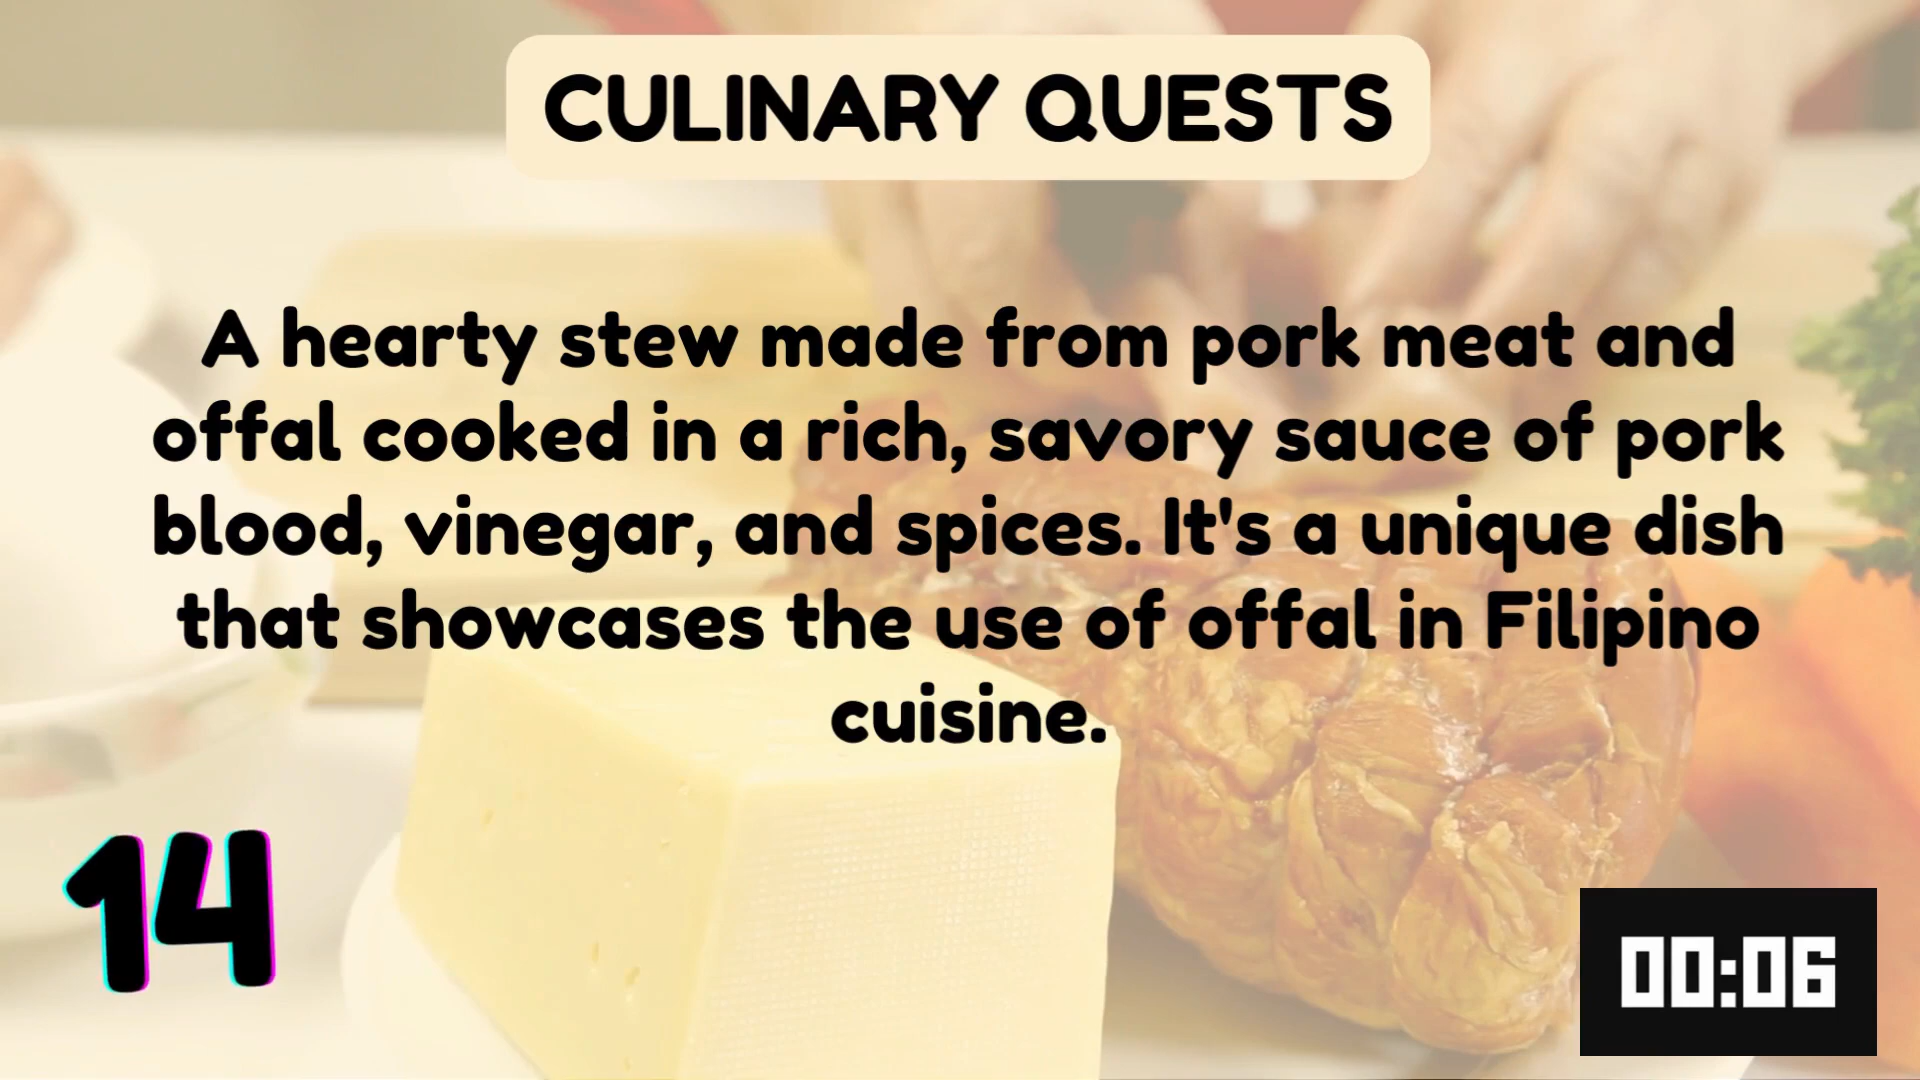 CULINARY QUESTS
A hearty stew made from pork meat and
offal cooked in a rich, savory sauce of pork
blood, vinegar, and spices. It's a unique dish
that showcases the use of offal in Filipino
cuisine.
14
00:06